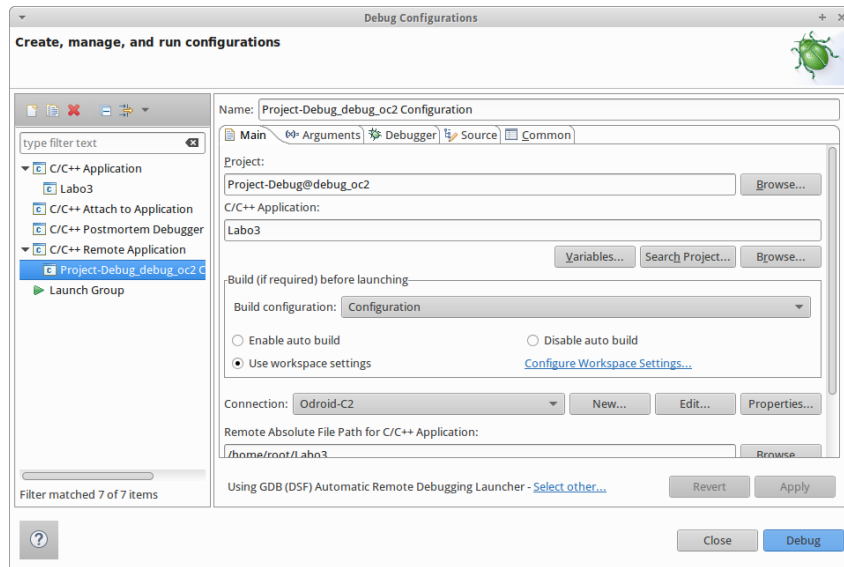 Debug Configurations
Create, manage, and run configurations
Name: Project-Debug_debug_oc2 Configuration
type filter text
C/C++ Application
Labo3
C/C++ Attach to Application
C/C++ Postmortem Debugger
C/C++ Remote Application
Project-Debug_debug_oc2 C
Launch Group
Filter matched 7 of 7 items
Main Arguments Debugger Source Common
Project:
Project-Debug@debug_oc2 Browse...
C/C++ Application:
Labo3
Variables... Search Project... Browse...
Build (if required) before launching
Build configuration: Configuration
Enable auto build Disable auto build
Use workspace settings Configure Workspace Settings...
Connection: Odroid-C2 New... Edit... Properties...
Remote Absolute File Path for C/C++ Application:
/home/root/Labo3 Browse
Using GDB (DSF) Automatic Remote Debugging Launcher - Select other... Revert Apply
? Close Debug